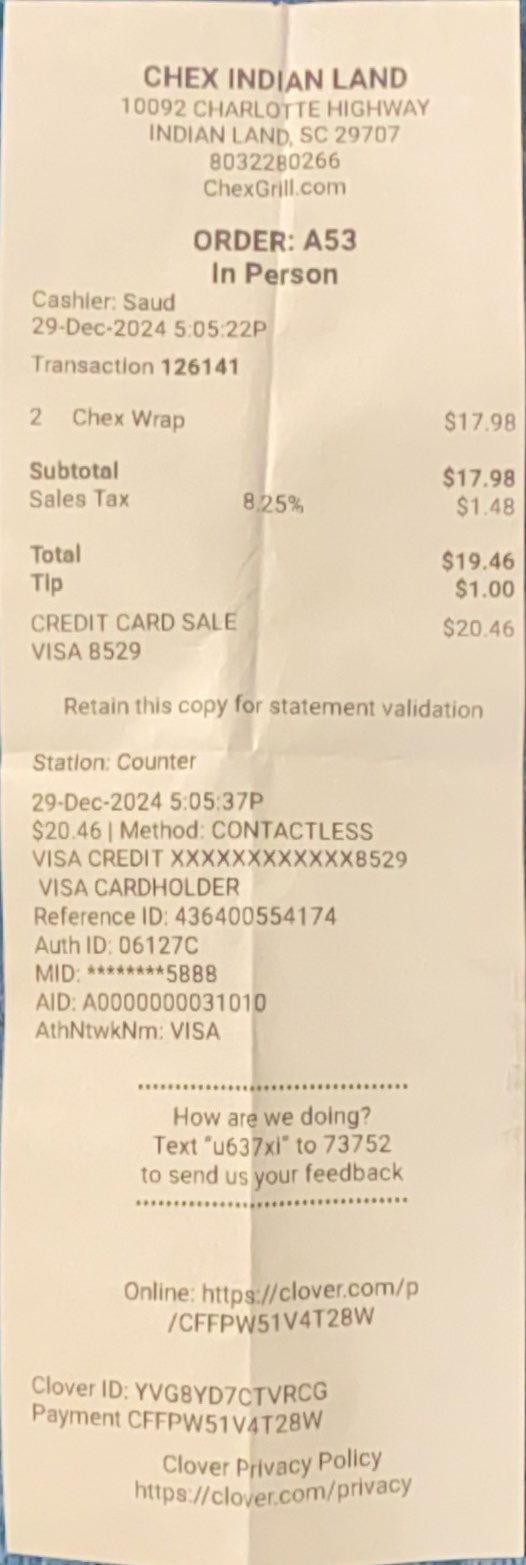 CHEX INDIAN LAND
10092 CHARLOTTE HIGHWAY
INDIAN LAND, SC 29707
8032280266
ChexGrill.com
ORDER: A53
In Person
Cashier: Saud
29-Dec-2024 5:05:22P
Transaction 126141
2 Chex Wrap $17.98
Subtotal $17.98
Sales Tax 8.25% $1.48
Total $19.46
Tip $1.00
CREDIT CARD SALE $20.46
VISA 8529
Retain this copy for statement validation
Station: Counter
29-Dec-2024 5:05:37P
$20.46 | Method: CONTACTLESS
VISA CREDIT XXXXXXXXXXXX8529
VISA CARDHOLDER
Reference ID: 436400554174
Auth ID: 06127C
MID: ********5888
AID: A0000000031010
AthNtwkNm: VISA
How are we doing?
Text "u637xi" to 73752
to send us your feedback
Online: https://clover.com/p
/CFFPW51V4T28W
Clover ID: YVG8YD7CTVRCG
Payment CFFPW51V4T28W
Clover Privacy Policy
https://clover.com/privacy